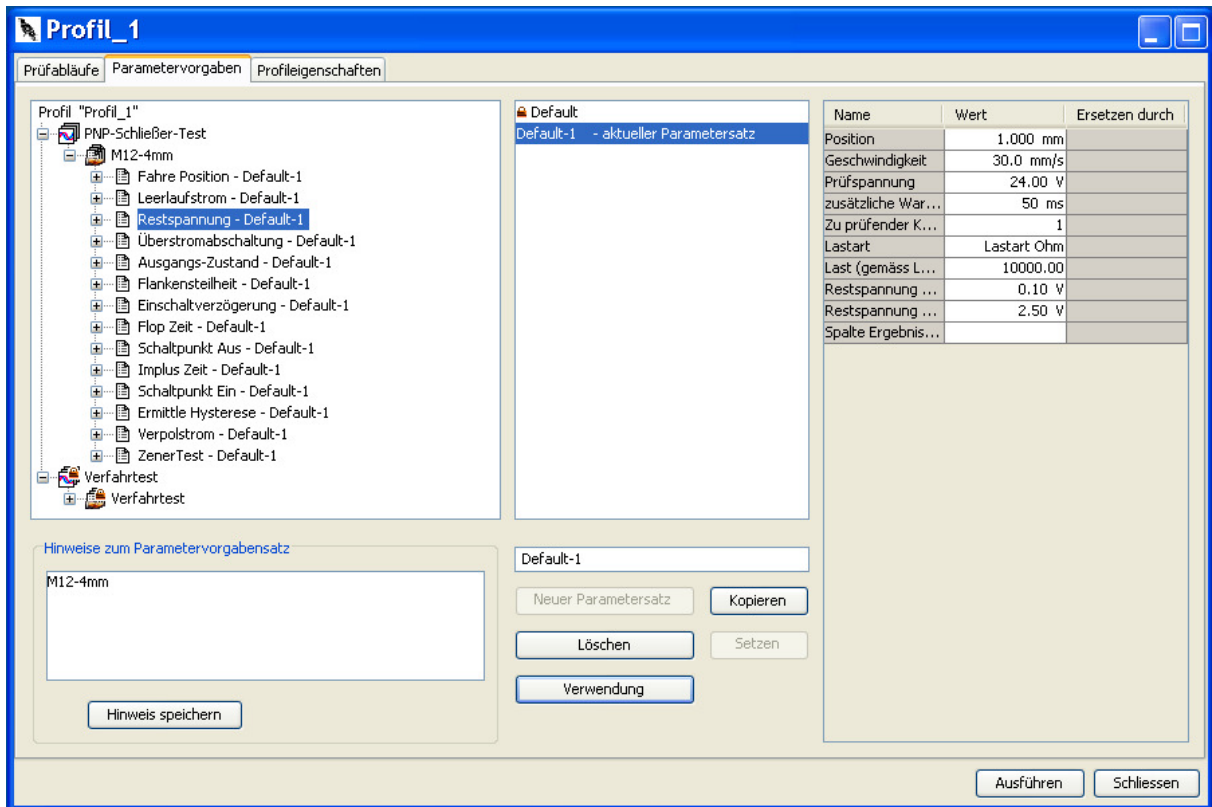 Profil_1
Prüfabläufe Parametervorgaben Profileigenschaften
Profil "Profil_1"
PNP-Schließer-Test
M12-4mm
Fahre Position - Default-1
Leerlaufstrom - Default-1
Restspannung - Default-1
Überstromabschaltung - Default-1
Ausgangs-Zustand - Default-1
Flankensteilheit - Default-1
Einschaltverzögerung - Default-1
Flop Zeit - Default-1
Schaltpunkt Aus - Default-1
Implus Zeit - Default-1
Schaltpunkt Ein - Default-1
Ermittle Hysterese - Default-1
Verpolstrom - Default-1
ZenerTest - Default-1
Verfahrtest
Verfahrtest
Default
Default-1 - aktueller Parametersatz
Name Wert Ersetzen durch
Position 1.000 mm
Geschwindigkeit 30.0 mm/s
Prüfspannung 24.00 V
zusätzliche War... 50 ms
Zu prüfender K... 1
Lastart Lastart Ohm
Last (gemäss L... 10000.00
Restspannung ... 0.10 V
Restspannung ... 2.50 V
Spalte Ergebnis...
Hinweise zum Parametervorgabensatz
M12-4mm
Hinweis speichern
Default-1
Neuer Parametersatz Kopieren
Löschen Setzen
Verwendung
Ausführen Schliessen